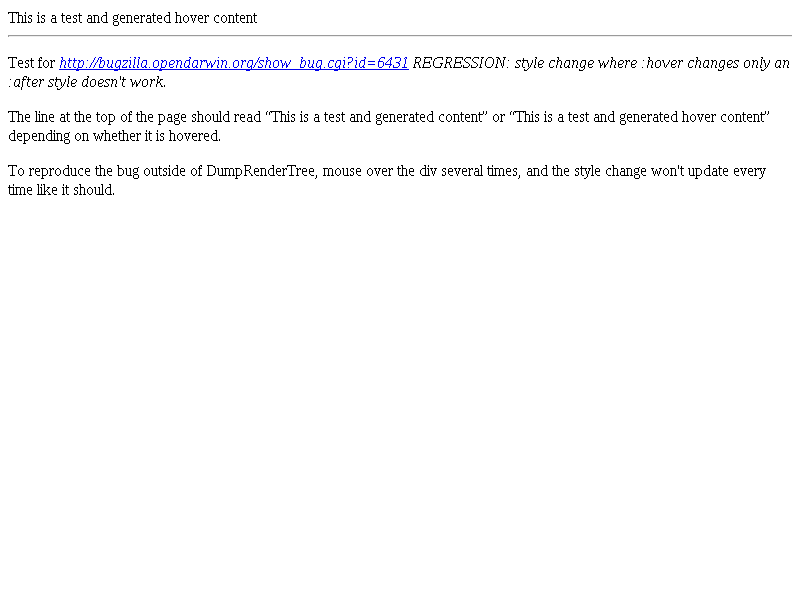 This is a test and generated hover content
Test for http://bugzilla.opendarwin.org/show_bug.cgi?id=6431 REGRESSION: style change where :hover changes only an
:after style doesn't work.
The line at the top of the page should read “This is a test and generated content” or “This is a test and generated hover content”
depending on whether it is hovered.
To reproduce the bug outside of DumpRenderTree, mouse over the div several times, and the style change won't update every
time like it should.